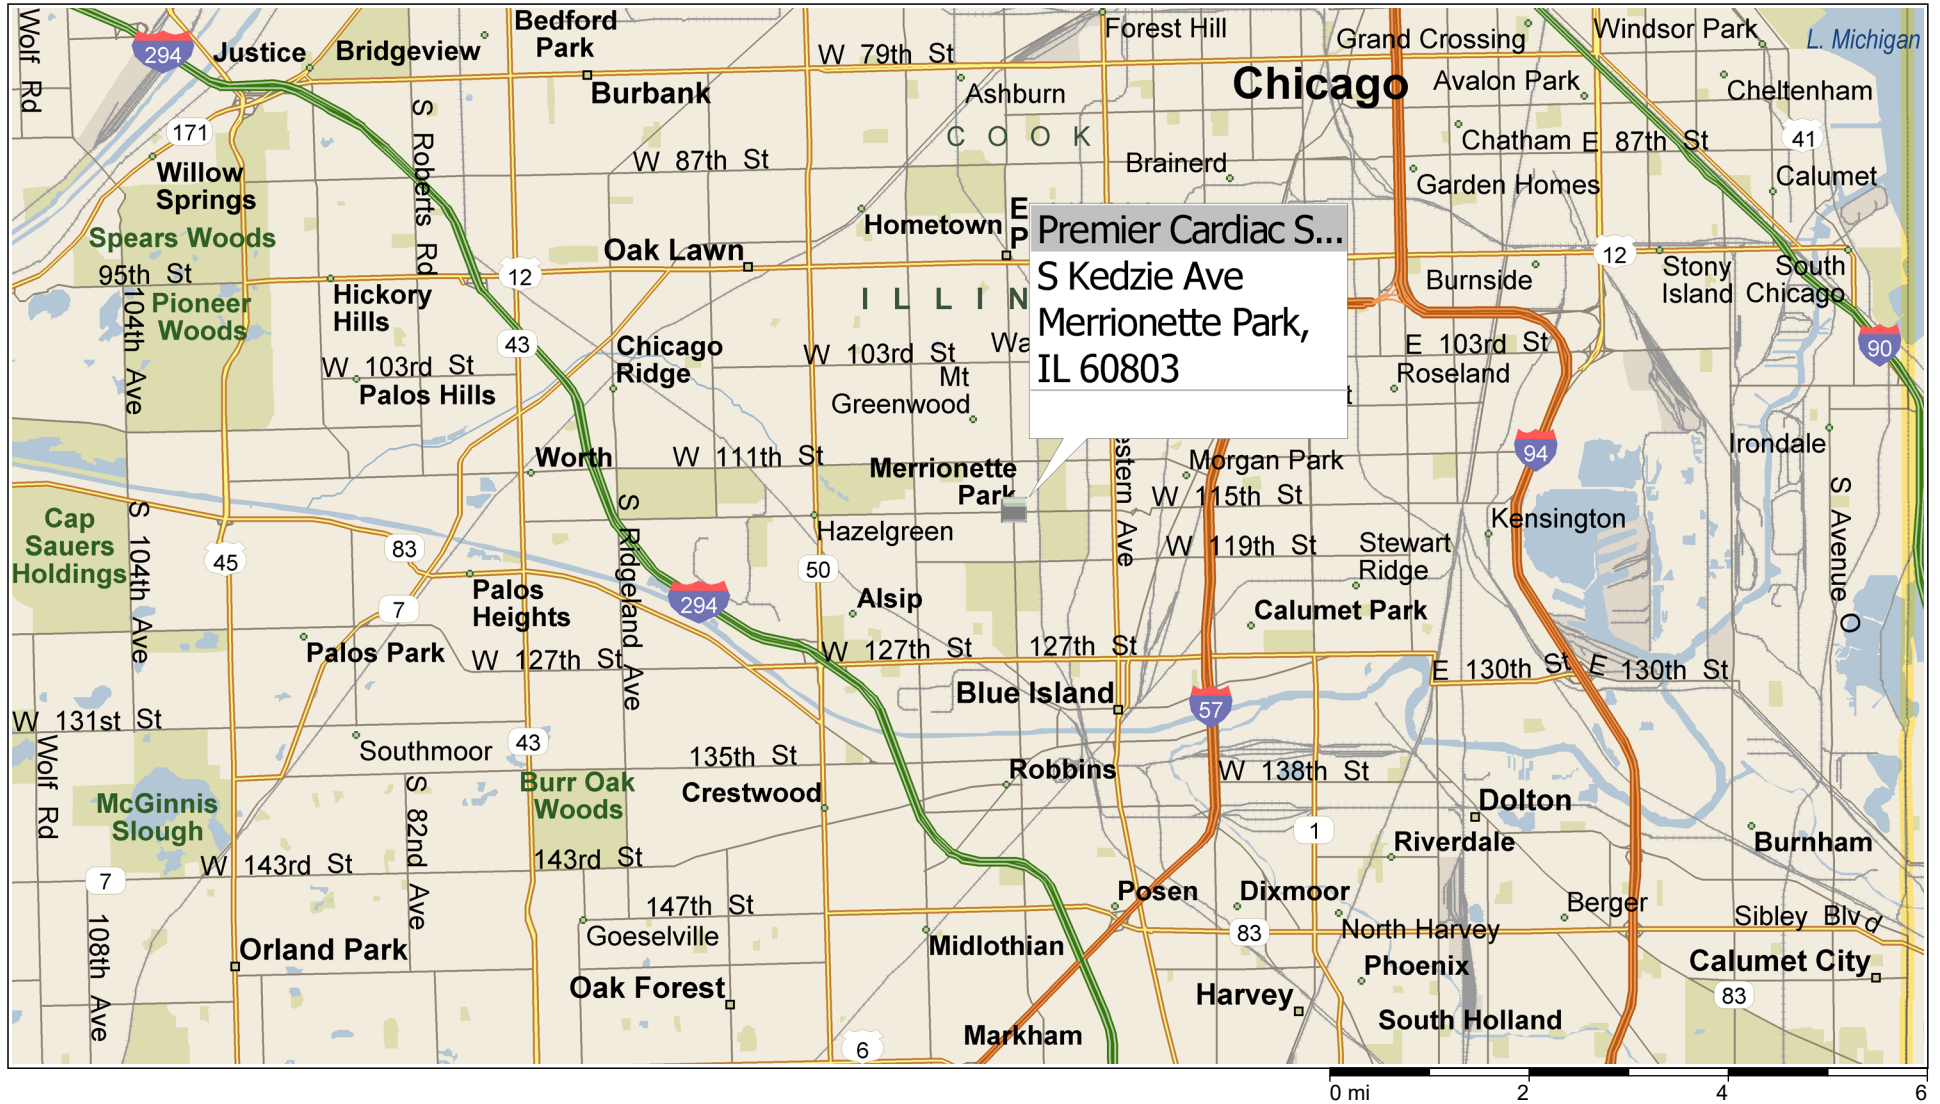 Wolf Rd
294
Justice
Bridgeview
Bedford
Park
Burbank
W 79th St
Forest Hill
Grand Crossing
Windsor Park
L. Michigan
Chicago
Avalon Park
Cheltenham
Ashburn
COOK
171
S Roberts Rd
Willow
Springs
W 87th St
Brainerd
Chatham
E 87th St
41
Garden Homes
Calumet
Spears Woods
Hometown
E
P
Oak Lawn
Premier Cardiac S...
S Kedzie Ave
Merrionette Park,
IL 60803
95th St
12
12
Burnside
Stony
Island
South
Chicago
Pioneer
Woods
104th Ave
Hickory
Hills
ILLIN
43
Wa
E 103rd St
90
W 103rd St
Chicago
Ridge
W 103rd St
Roseland
Palos Hills
Mt
Greenwood
t
Worth
W 111th St
Merrionette
Park
estern Ave
Morgan Park
94
Irondale
W 115th St
Kensington
S Avenue O
Cap
Sauers
Holdings
S 104th Ave
S Ridgeland Ave
Hazelgreen
W 119th St
Stewart
Ridge
45
83
50
7
Palos
Heights
294
Alsip
Calumet Park
Palos Park
W 127th St
W 127th St
127th St
E 130th St
E 130th St
Blue Island
57
W 131st St
Wolf Rd
Southmoor
43
135th St
Robbins
W 138th St
Burr Oak
Woods
Crestwood
Dolton
McGinnis
Slough
S 82nd Ave
1
Riverdale
Burnham
W 143rd St
143rd St
7
108th Ave
147th St
Posen
Dixmoor
Berger
Sibley Blvd
Goeselville
Midlothian
83
North Harvey
Orland Park
Phoenix
Calumet City
Oak Forest
Harvey
83
South Holland
Markham
6
0 mi 2 4 6